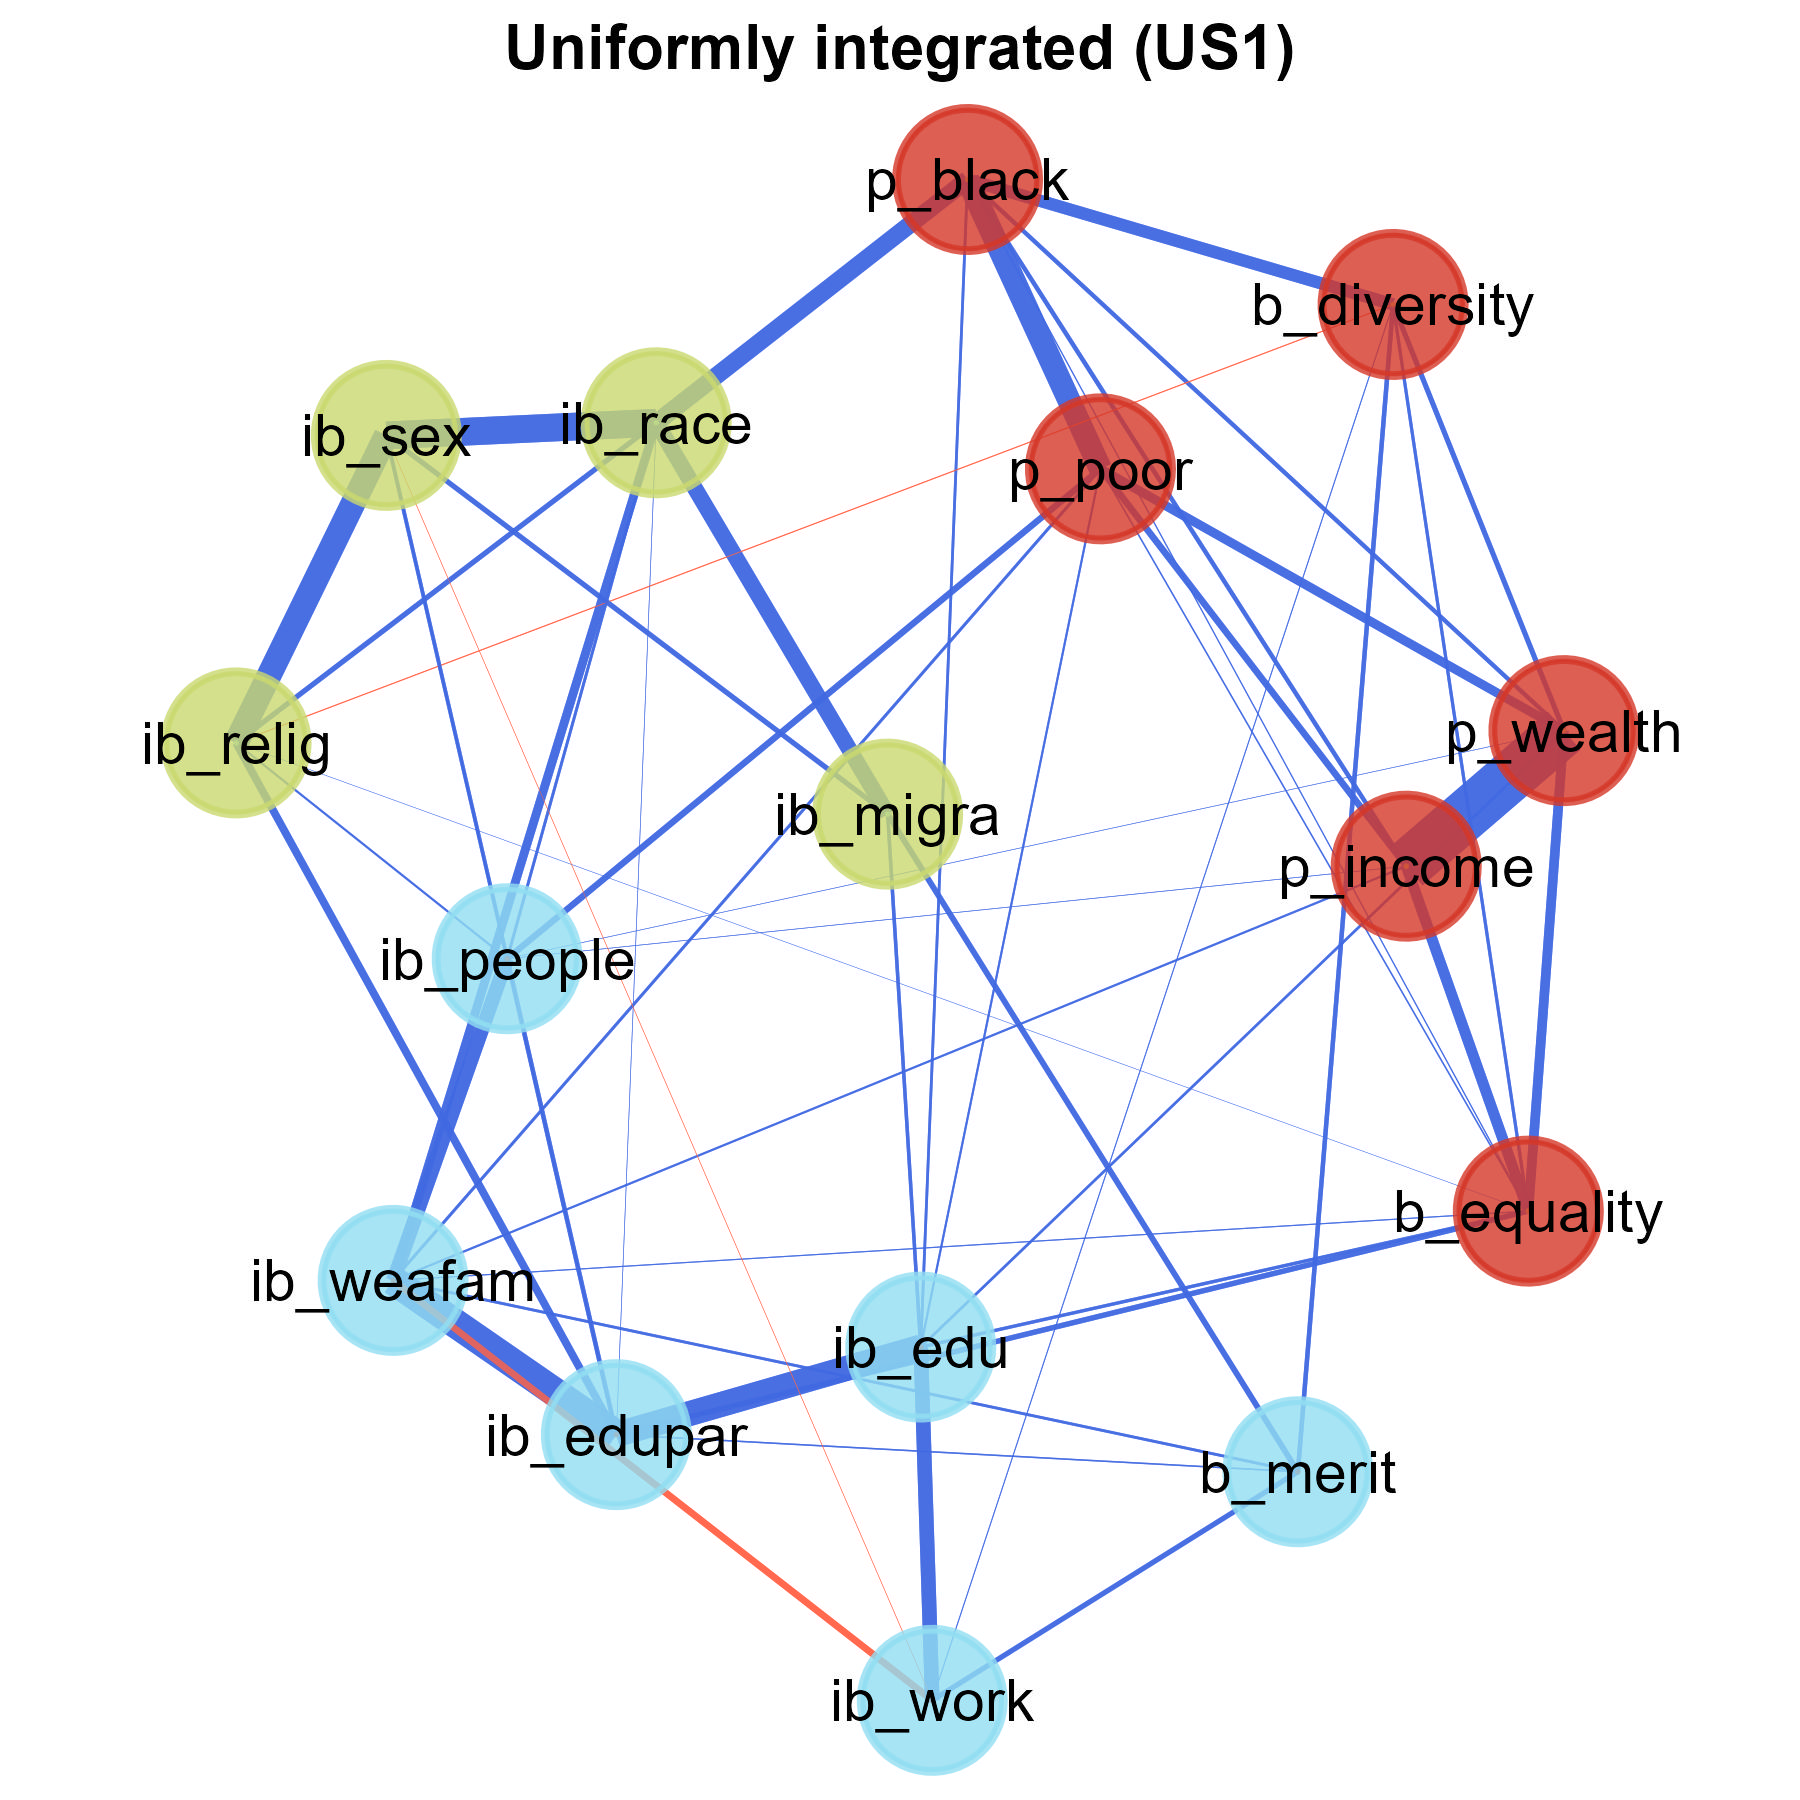 Uniformly integrated (US1)
p_black
b_diversity
ib_sex
ib_race
p_poor
ib_relig
p_wealth
ib_migra
p_income
ib_people
b_equality
ib_weafam
ib_edu
ib_edupar
b_merit
ib_work